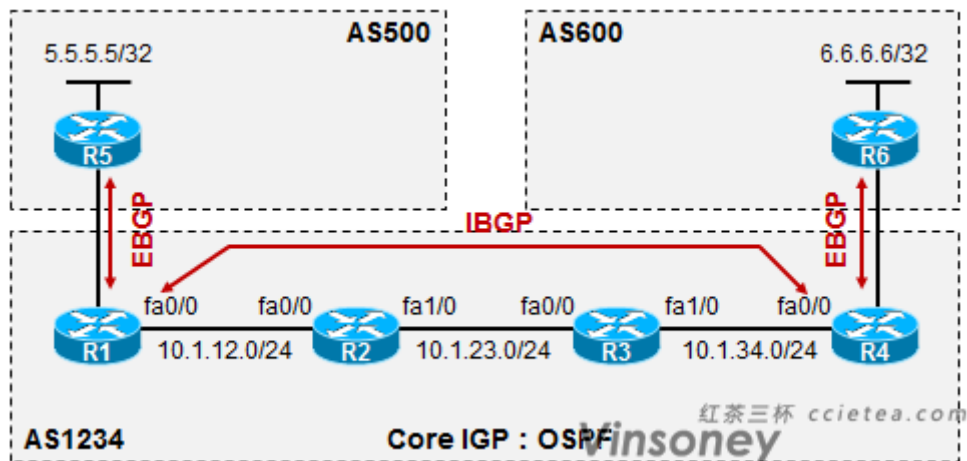 AS500
AS600
5.5.5.5/32
6.6.6.6/32
R5
R6
EBGP
IBGP
EBGP
fa0/0
fa0/0
fa1/0
fa0/0
fa1/0
fa0/0
R1
10.1.12.0/24
R2
10.1.23.0/24
R3
10.1.34.0/24
R4
红茶三杯 ccietea.com
AS1234
Core IGP：OSPF
Vinsoney